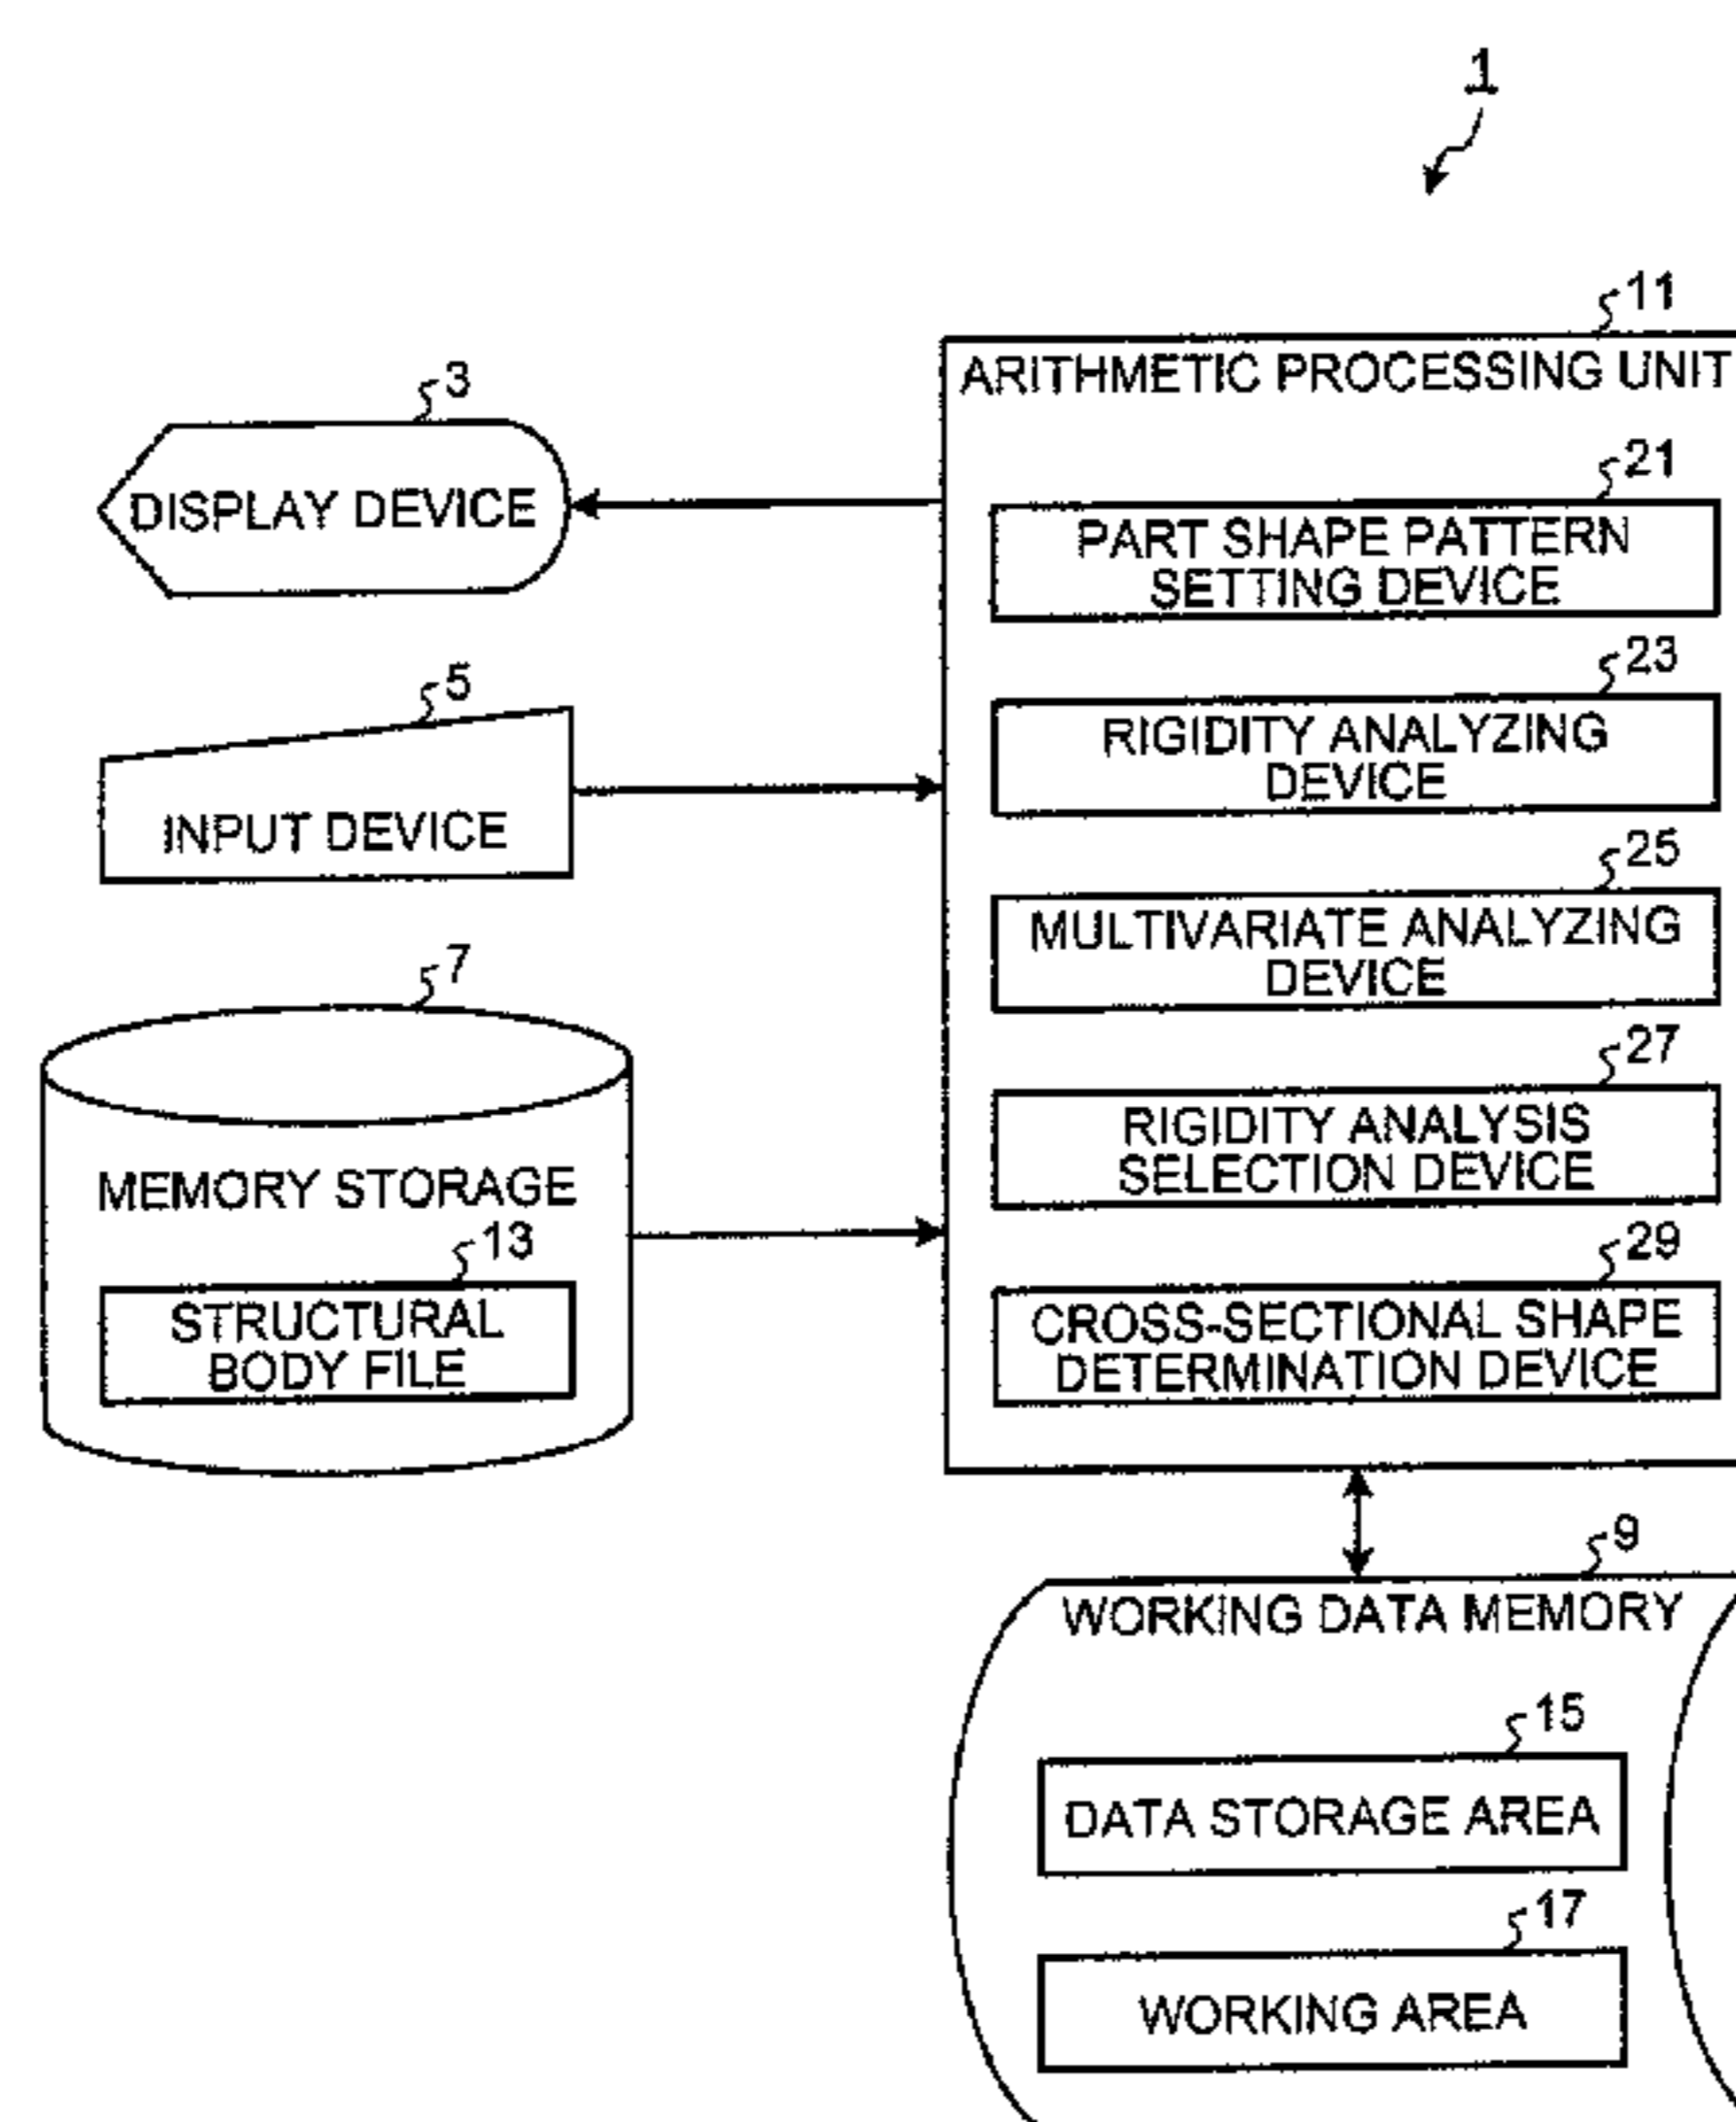 1
11
ARITHMETIC PROCESSING UNIT
3
DISPLAY DEVICE
21
PART SHAPE PATTERN
SETTING DEVICE
5
INPUT DEVICE
23
RIGIDITY ANALYZING
DEVICE
25
MULTIVARIATE ANALYZING
DEVICE
7
MEMORY STORAGE
13
STRUCTURAL
BODY FILE
27
RIGIDITY ANALYSIS
SELECTION DEVICE
29
CROSS-SECTIONAL SHAPE
DETERMINATION DEVICE
9
WORKING DATA MEMORY
15
DATA STORAGE AREA
17
WORKING AREA